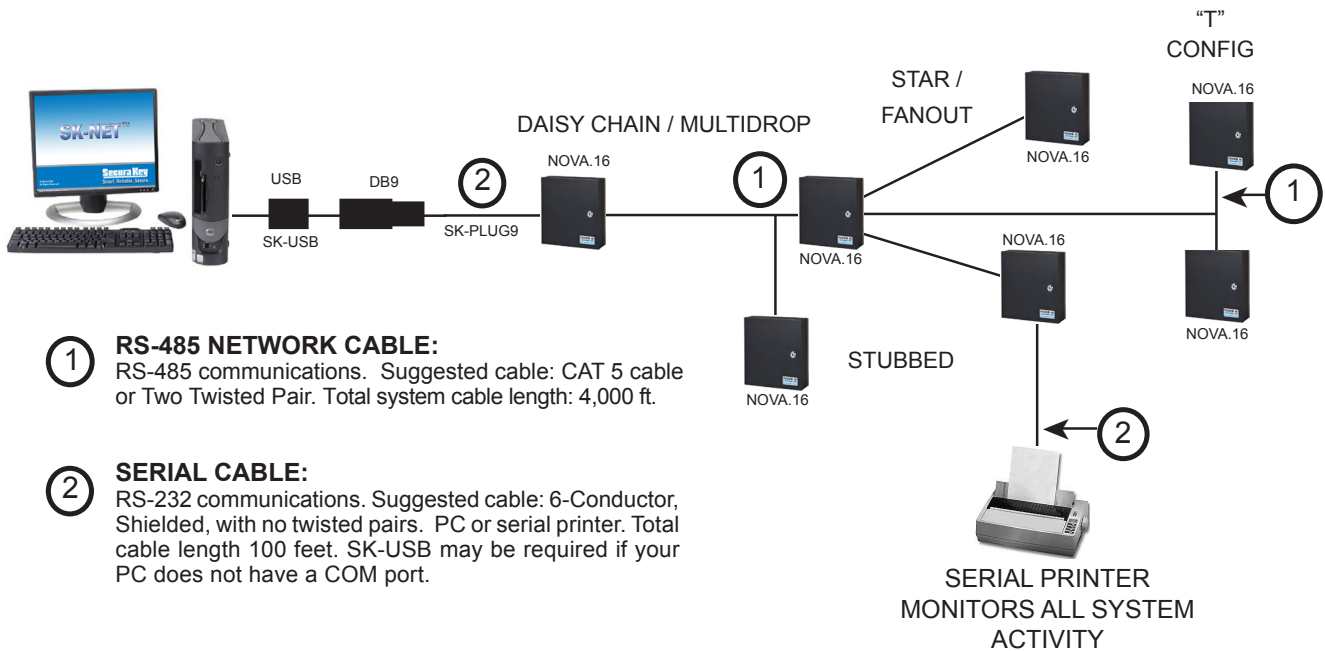 “T”
CONFIG
NOVA.16
STAR /
FANOUT
NOVA.16
SK-NET™
Secura Key
DAISY CHAIN / MULTIDROP
NOVA.16
USB
DB9
2
1
1
SK-USB
SK-PLUG9
NOVA.16
NOVA.16
NOVA.16
STUBBED
NOVA.16
1
RS-485 NETWORK CABLE:
RS-485 communications. Suggested cable: CAT 5 cable
or Two Twisted Pair. Total system cable length: 4,000 ft.
2
2
SERIAL CABLE:
RS-232 communications. Suggested cable: 6-Conductor,
Shielded, with no twisted pairs. PC or serial printer. Total
cable length 100 feet. SK-USB may be required if your
PC does not have a COM port.
SERIAL PRINTER
MONITORS ALL SYSTEM
ACTIVITY